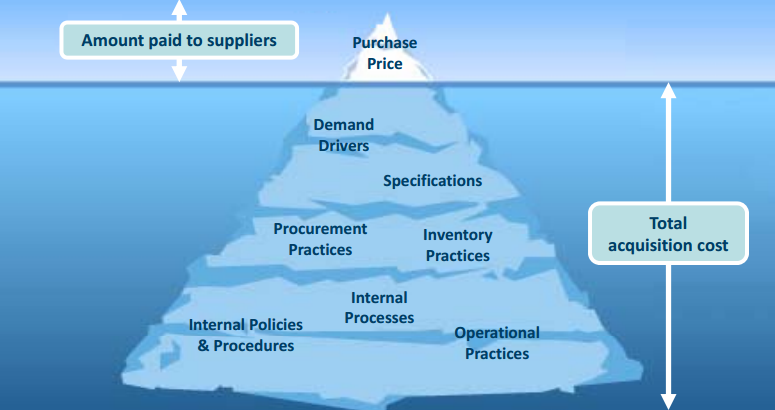 Amount paid to suppliers
Purchase
Price
Demand
Drivers
Specifications
Procurement
Practices
Inventory
Practices
Total
acquisition cost
Internal
Processes
Internal Policies
& Procedures
Operational
Practices